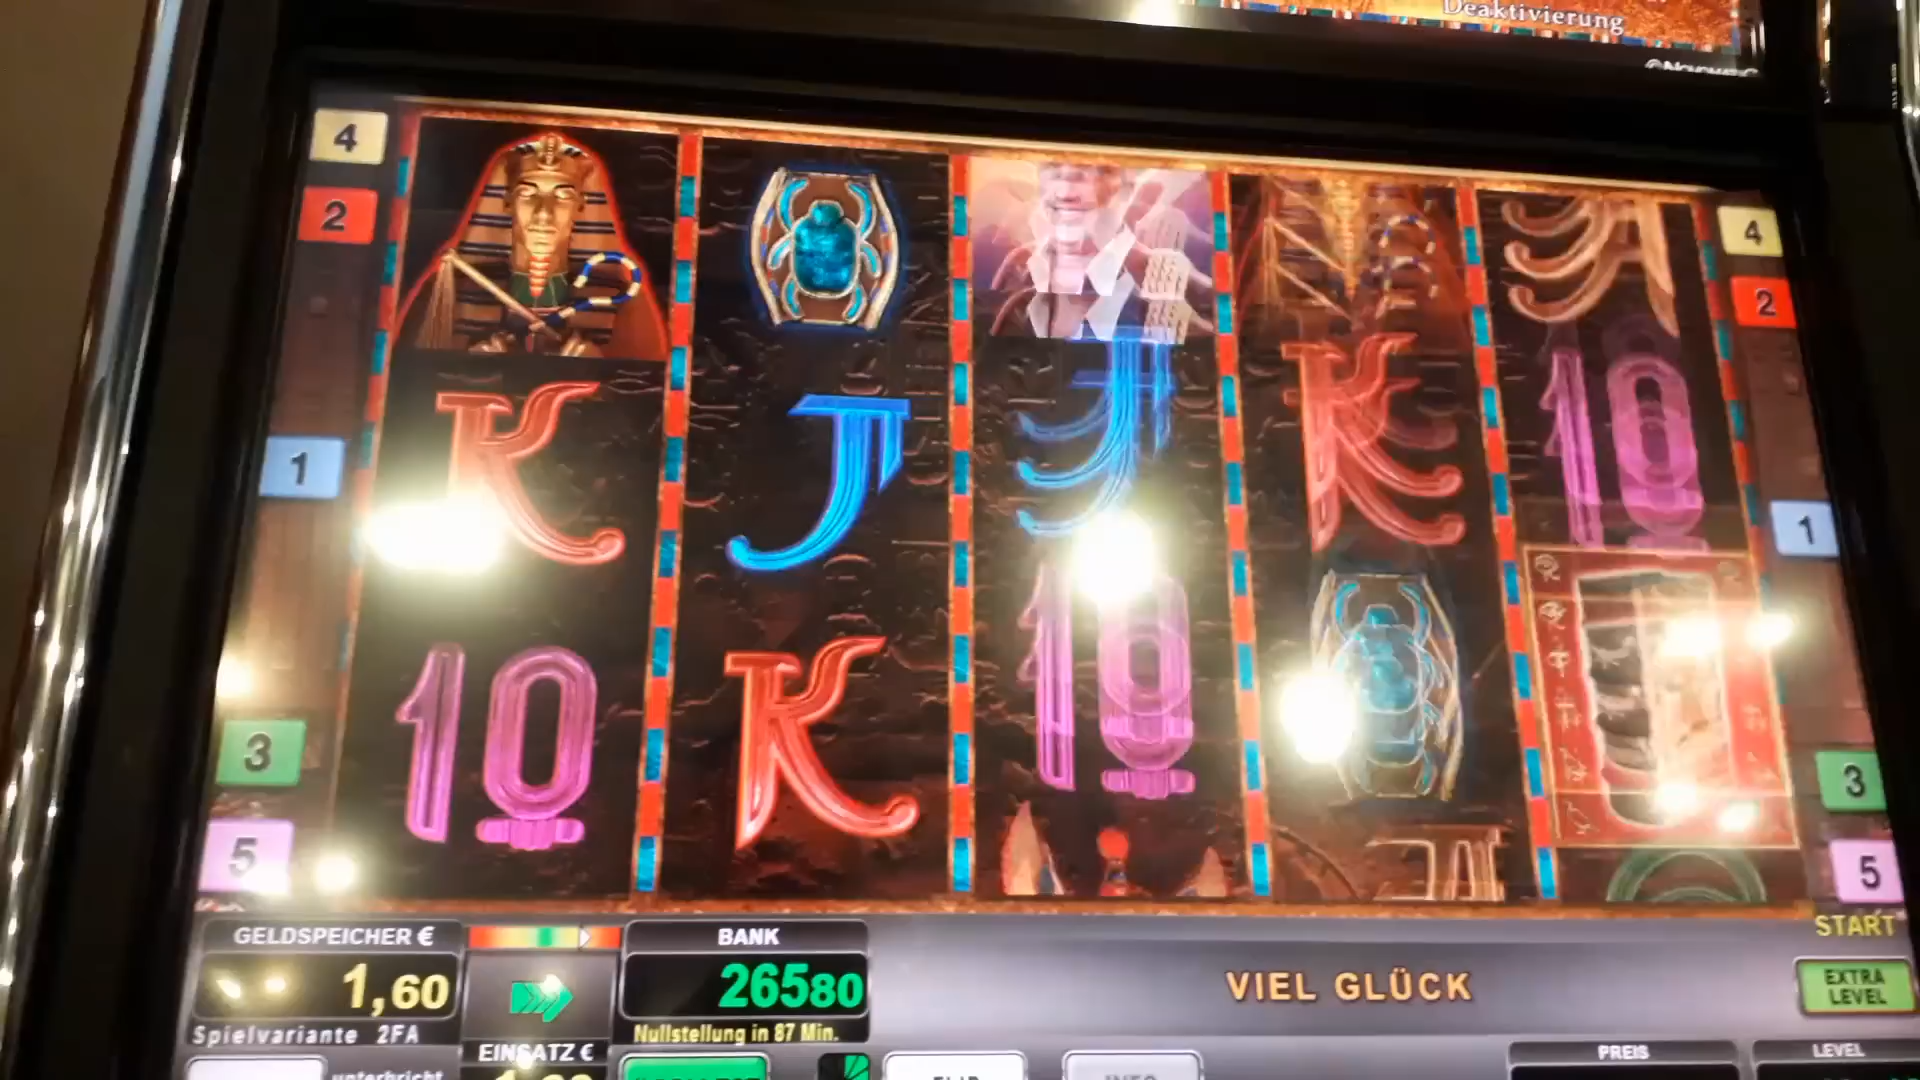 Deaktivierung
4
2
4
2
K
J
J
K
10
1
1
10
K
10
3
3
5
5
START
GELDSPEICHER €
BANK
1,60
26580
VIEL GLÜCK
EXTRA
LEVEL
Spielvariante 2FA
Nullstellung in 87 Min.
EINSATZ €
PREIS
LEVEL
unterbricht